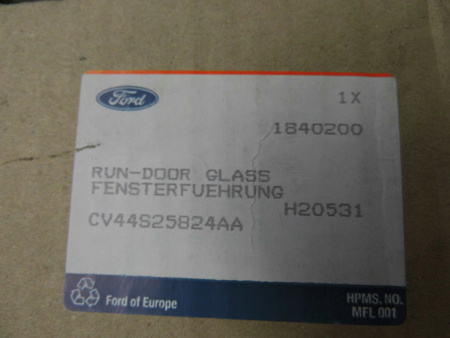 Ford
1X
1840200
RUN-DOOR GLASS
FENSTERFUEHRUNG
H20531
CV44S25824AA
Ford of Europe
HPMS. NO.
MFL 001